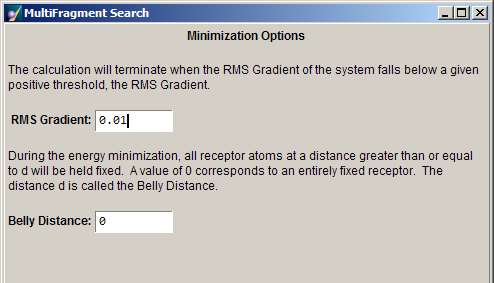 MultiFragment Search
Minimization Options
The calculation will terminate when the RMS Gradient of the system falls below a given
positive threshold, the RMS Gradient.
RMS Gradient: 0.01
During the energy minimization, all receptor atoms at a distance greater than or equal
to d will be held fixed.  A value of 0 corresponds to an entirely fixed receptor.  The
distance d is called the Belly Distance.
Belly Distance: 0